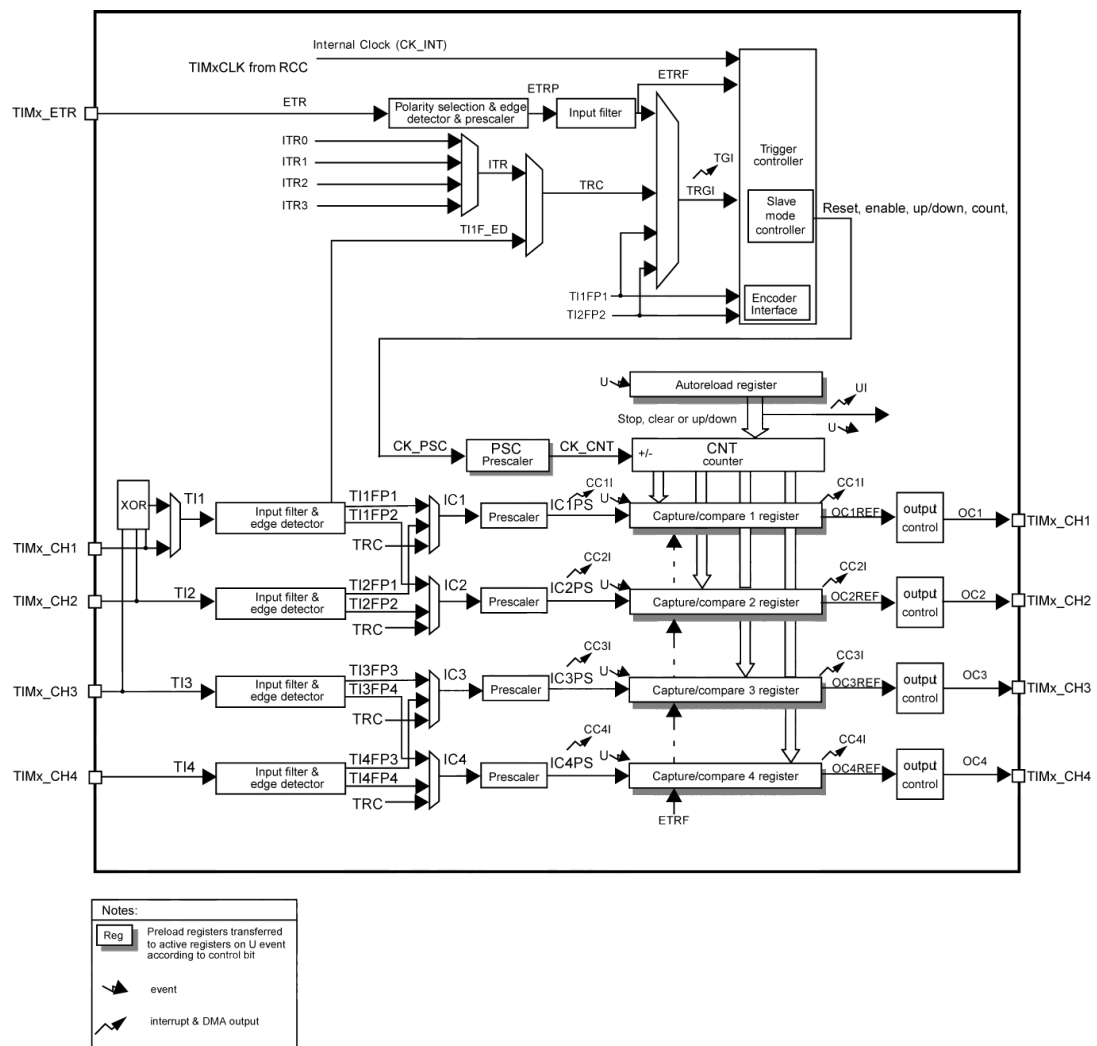 Internal Clock (CK_INT)
TIMxCLK from RCC
ETRF
TIMx_ETR
ETR
Polarity selection & edge
detector & prescaler
ETRP
Input filter
ITR0
ITR1
ITR2
ITR3
ITR
TI1F_ED
TRC
TGI
TRGI
Trigger
controller
Slave
mode
controller
Reset, enable, up/down, count,
TI1FP1
TI2FP2
Encoder
Interface
U
Autoreload register
UI
U
Stop, clear or up/down
CK_PSC
PSC
Prescaler
CK_CNT
+/-
CNT
counter
XOR
TI1
Input filter &
edge detector
TI1FP1
TI1FP2
TRC
IC1
Prescaler
IC1PS
CC1I
U
Capture/compare 1 register
CC1I
OC1REF
output
control
OC1
TIMx_CH1
TIMx_CH1
TIMx_CH2
TI2
Input filter &
edge detector
TI2FP1
TI2FP2
TRC
IC2
Prescaler
IC2PS
CC2I
U
Capture/compare 2 register
CC2I
OC2REF
output
control
OC2
TIMx_CH2
TIMx_CH3
TI3
Input filter &
edge detector
TI3FP3
TI3FP4
TRC
IC3
Prescaler
IC3PS
CC3I
U
Capture/compare 3 register
CC3I
OC3REF
output
control
OC3
TIMx_CH3
TIMx_CH4
TI4
Input filter &
edge detector
TI4FP3
TI4FP4
TRC
IC4
Prescaler
IC4PS
CC4I
U
Capture/compare 4 register
CC4I
OC4REF
output
control
OC4
TIMx_CH4
ETRF
Notes:
Reg
Preload registers transferred
to active registers on U event
according to control bit
event
interrupt & DMA output